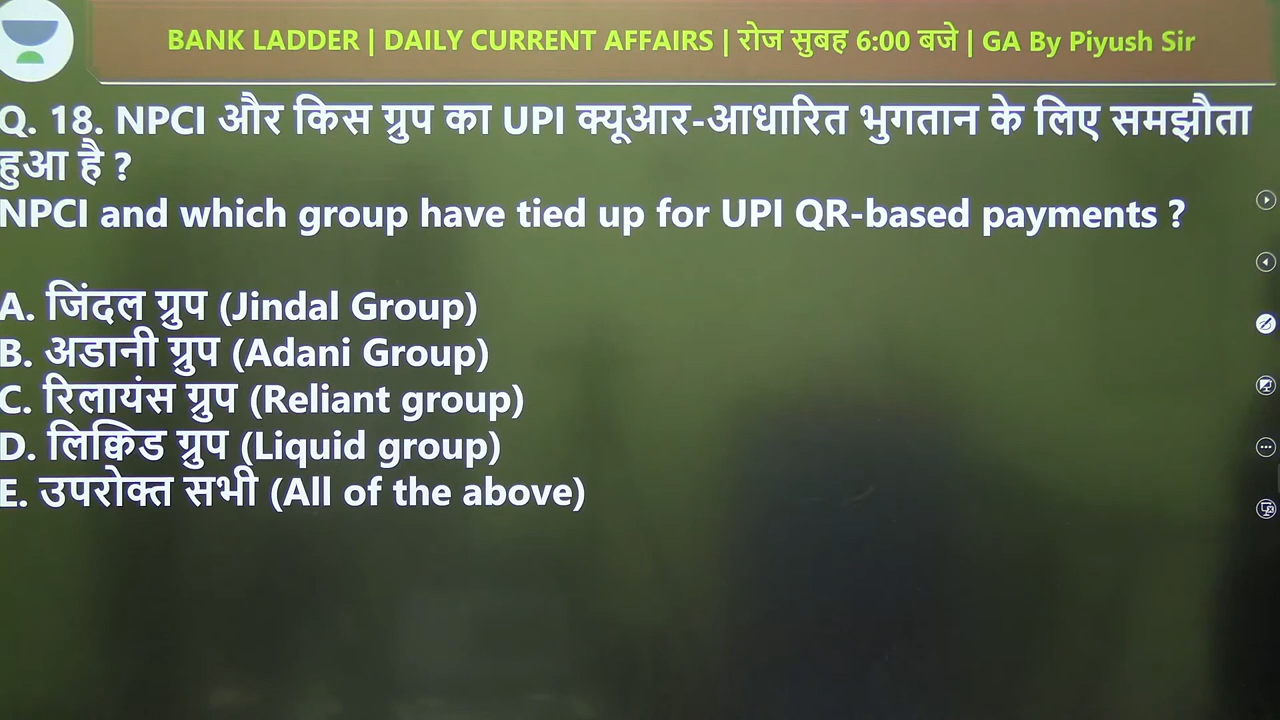 BANK LADDER | DAILY CURRENT AFFAIRS | रोज सुबह 6:00 बजे | GA By Piyush Sir
Q. 18. NPCI और किस ग्रुप का UPI क्यूआर-आधारित भुगतान के लिए समझौता
हुआ है ?
NPCI and which group have tied up for UPI QR-based payments ?
A. जिंदल ग्रुप (Jindal Group)
B. अडानी ग्रुप (Adani Group)
C. रिलायंस ग्रुप (Reliant group)
D. लिक्विड ग्रुप (Liquid group)
E. उपरोक्त सभी (All of the above)